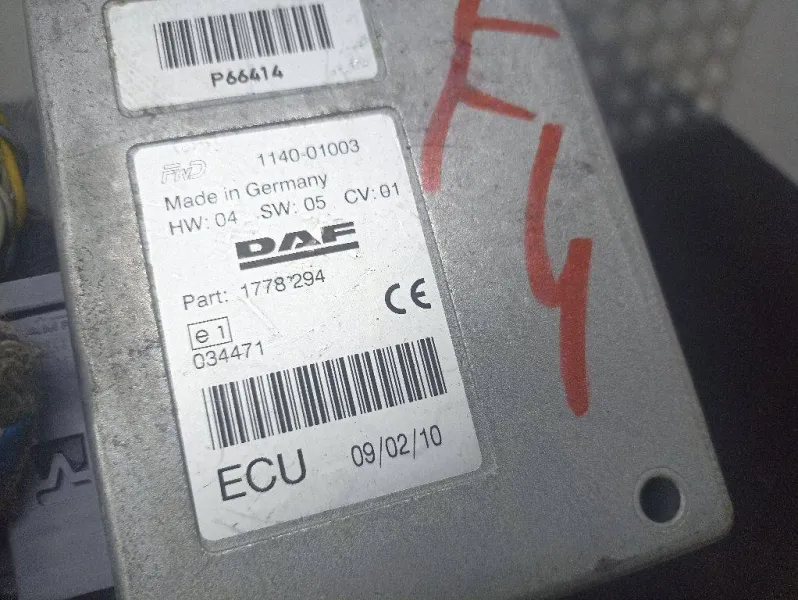 P66414
1140-01003
Made in Germany
HW: 04 SW: 05 CV: 01
DAF
Part: 1778294
CE
e 1
034471
ECU 09/02/10
F4